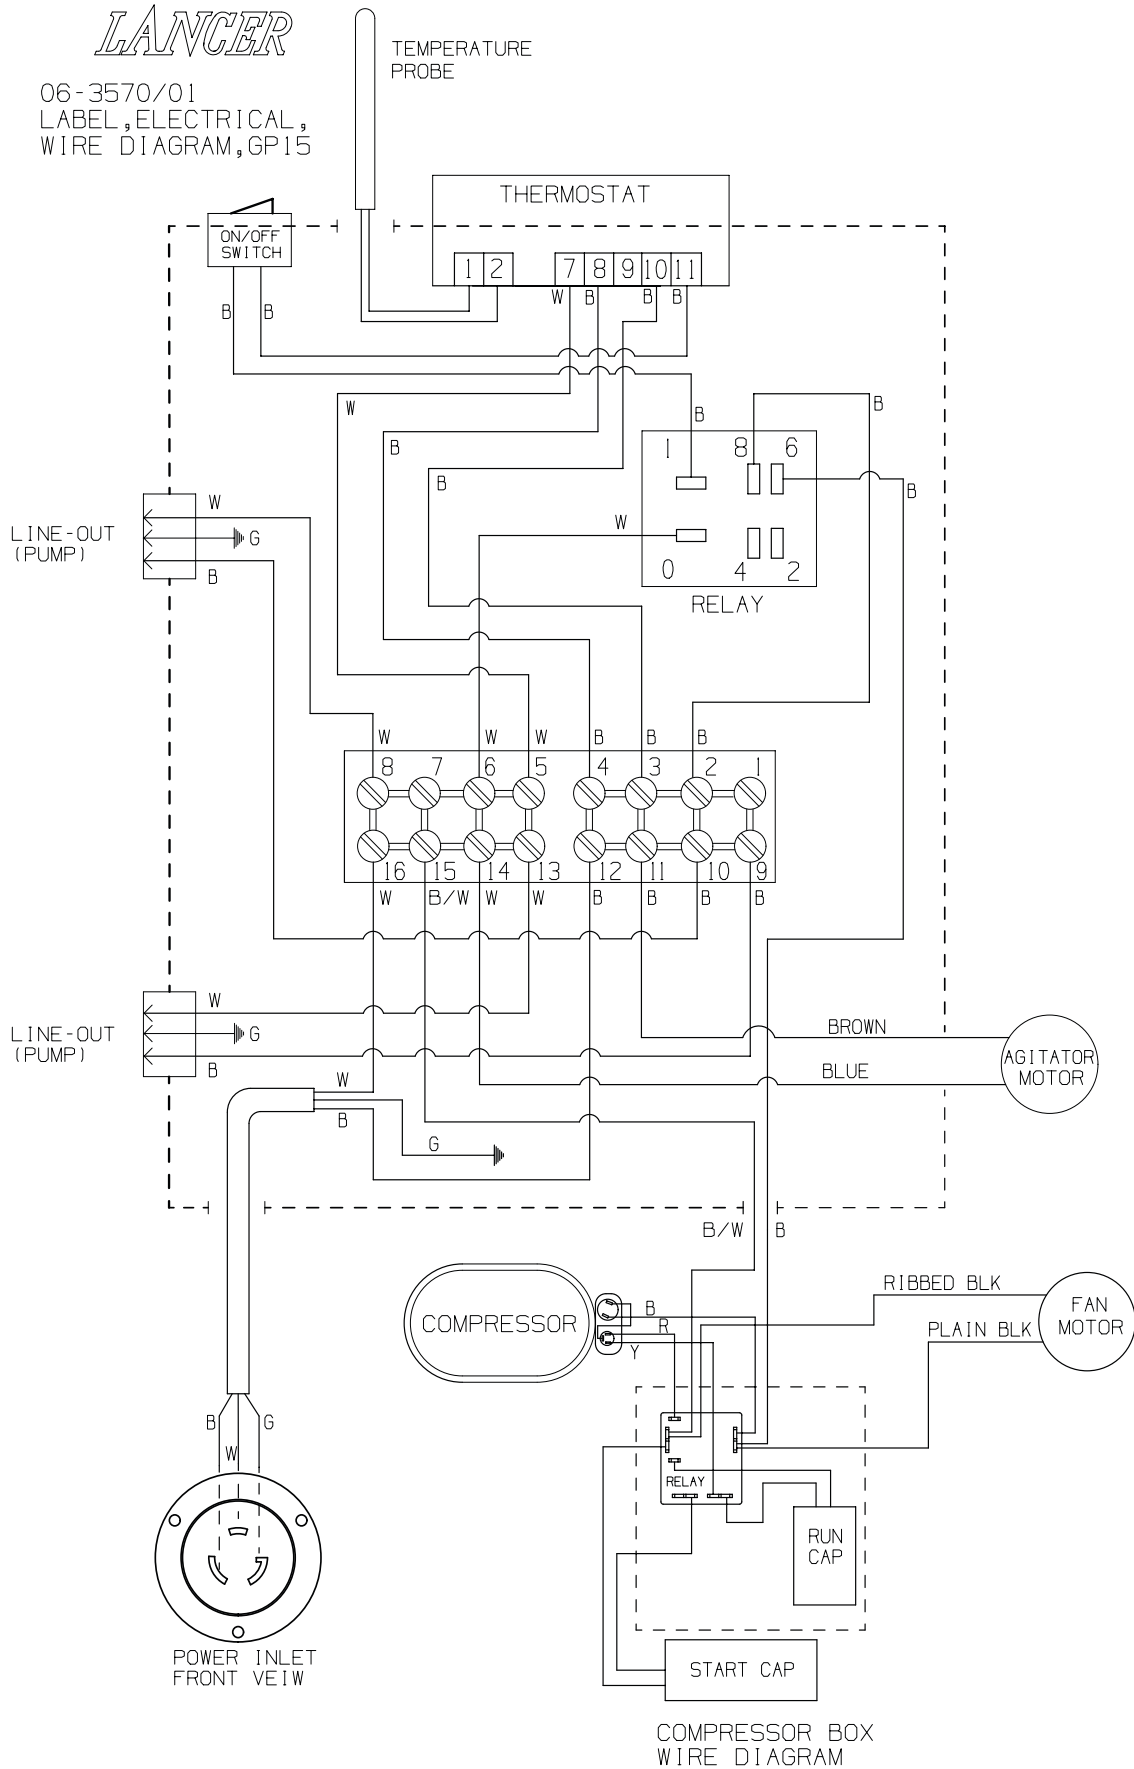 LANCER
06-3570/01
LABEL,ELECTRICAL,
WIRE DIAGRAM,GP15
TEMPERATURE
PROBE
THERMOSTAT
1 2 7 8 9 10 11
W B B B
ON/OFF
SWITCH
B B
W
B
B
B
B
1 8 6
B
W
0 4 2
RELAY
LINE-OUT
(PUMP)
W
G
B
W W W B B B
8 7 6 5 4 3 2 1
16 15 14 13 12 11 10 9
W B/W W W B B B B
LINE-OUT
(PUMP)
W
G
B
BROWN
BLUE
AGITATOR
MOTOR
W
B
G
B/W B
COMPRESSOR
B
R
Y
RIBBED BLK
PLAIN BLK
FAN
MOTOR
RELAY
RUN
CAP
START CAP
B G
W
POWER INLET
FRONT VEIW
COMPRESSOR BOX
WIRE DIAGRAM